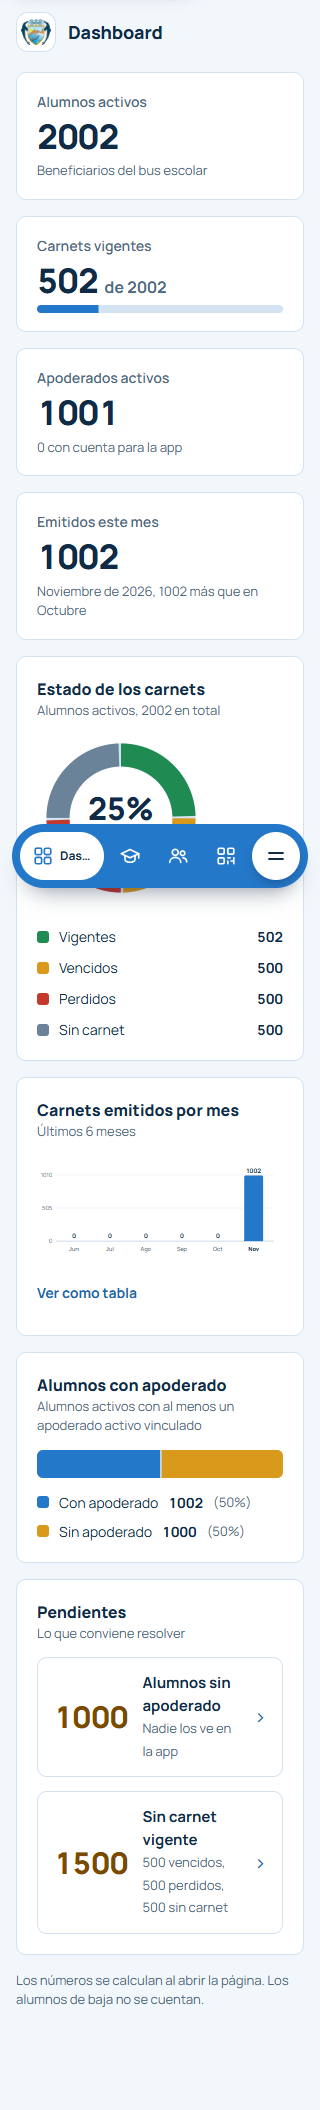 Dashboard
Alumnos activos
2002
Beneficiarios del bus escolar
Carnets vigentes
502 de 2002
Apoderados activos
1001
0 con cuenta para la app
Emitidos este mes
1002
Noviembre de 2026, 1002 más que en
Octubre
Estado de los carnets
Alumnos activos, 2002 en total
25%
Das...
Vigentes 502
Vencidos 500
Perdidos 500
Sin carnet 500
Carnets emitidos por mes
Últimos 6 meses
1002
1010
505
0 0 0 0 0
0
Jun Jul Ago Sep Oct Nov
Ver como tabla
Alumnos con apoderado
Alumnos activos con al menos un
apoderado activo vinculado
Con apoderado 1002 (50%)
Sin apoderado 1000 (50%)
Pendientes
Lo que conviene resolver
1000
Alumnos sin
apoderado
Nadie los ve en
la app
1500
Sin carnet
vigente
500 vencidos,
500 perdidos,
500 sin carnet
Los números se calculan al abrir la página. Los
alumnos de baja no se cuentan.